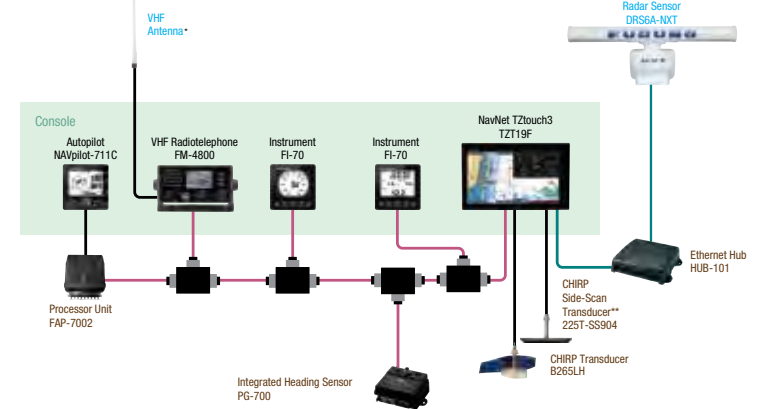 VHF
Antenna*
Radar Sensor
DRS6A-NXT
FURUNO
Console
Autopilot
NAVpilot-711C
VHF Radiotelephone
FM-4800
Instrument
FI-70
Instrument
FI-70
NavNet TZtouch3
TZT19F
Ethernet Hub
HUB-101
Processor Unit
FAP-7002
CHIRP
Side-Scan
Transducer**
225T-SS904
CHIRP Transducer
B265LH
Integrated Heading Sensor
PG-700